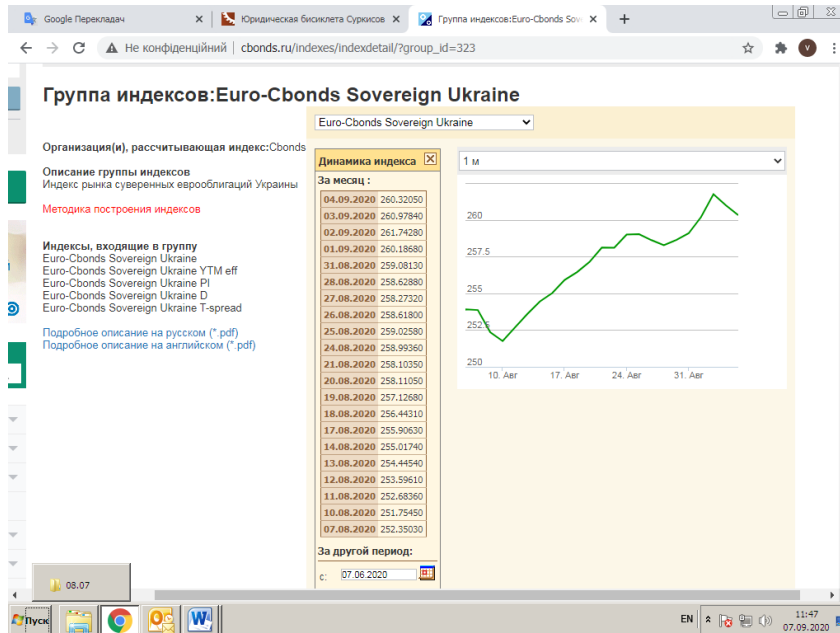 Google Перекладач
Юридическая бисиклета Суркисов
Группа индексов:Euro-Cbonds Sov
Не конфіденційний | cbonds.ru/indexes/indexdetail/?group_id=323
V
Группа индексов:Euro-Cbonds Sovereign Ukraine
Euro-Cbonds Sovereign Ukraine
Организация(и), рассчитывающая индекс:Cbonds
Описание группы индексов
Индекс рынка суверенных еврооблигаций Украины
Методика построения индексов
Индексы, входящие в группу
Euro-Cbonds Sovereign Ukraine
Euro-Cbonds Sovereign Ukraine YTM eff
Euro-Cbonds Sovereign Ukraine PI
Euro-Cbonds Sovereign Ukraine D
Euro-Cbonds Sovereign Ukraine T-spread
Подробное описание на русском (*.pdf)
Подробное описание на английском (*.pdf)
Динамика индекса
За месяц :
04.09.2020 260.32050
03.09.2020 260.97840
02.09.2020 261.74280
01.09.2020 260.18680
31.08.2020 259.08130
28.08.2020 258.62880
27.08.2020 258.27320
26.08.2020 258.61800
25.08.2020 259.02580
24.08.2020 258.99360
21.08.2020 258.10350
20.08.2020 258.11050
19.08.2020 257.12680
18.08.2020 256.44310
17.08.2020 255.90630
14.08.2020 255.01740
13.08.2020 254.44540
12.08.2020 253.59610
11.08.2020 252.68360
10.08.2020 251.75450
07.08.2020 252.35030
За другой период:
с: 07.06.2020
1 м
260
257.5
255
252.5
250
10. Авг 17. Авг 24. Авг 31. Авг
08.07
Пуск
EN
11:47
07.09.2020